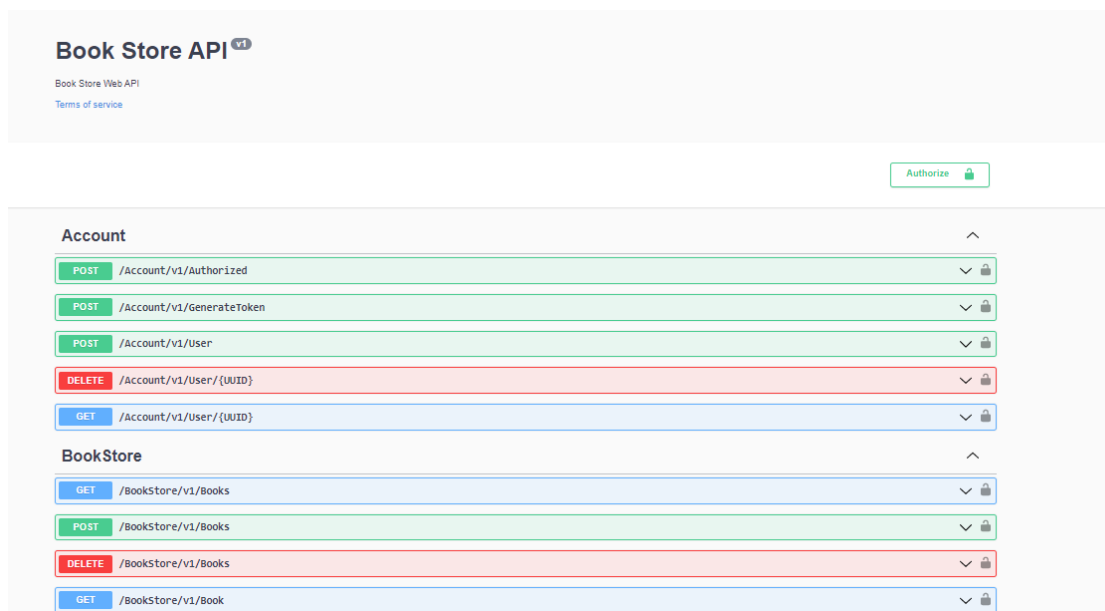 Book Store API v1
Book Store Web API
Terms of service
Authorize
Account
POST /Account/v1/Authorized
POST /Account/v1/GenerateToken
POST /Account/v1/User
DELETE /Account/v1/User/{UUID}
GET /Account/v1/User/{UUID}
BookStore
GET /BookStore/v1/Books
POST /BookStore/v1/Books
DELETE /BookStore/v1/Books
GET /BookStore/v1/Book